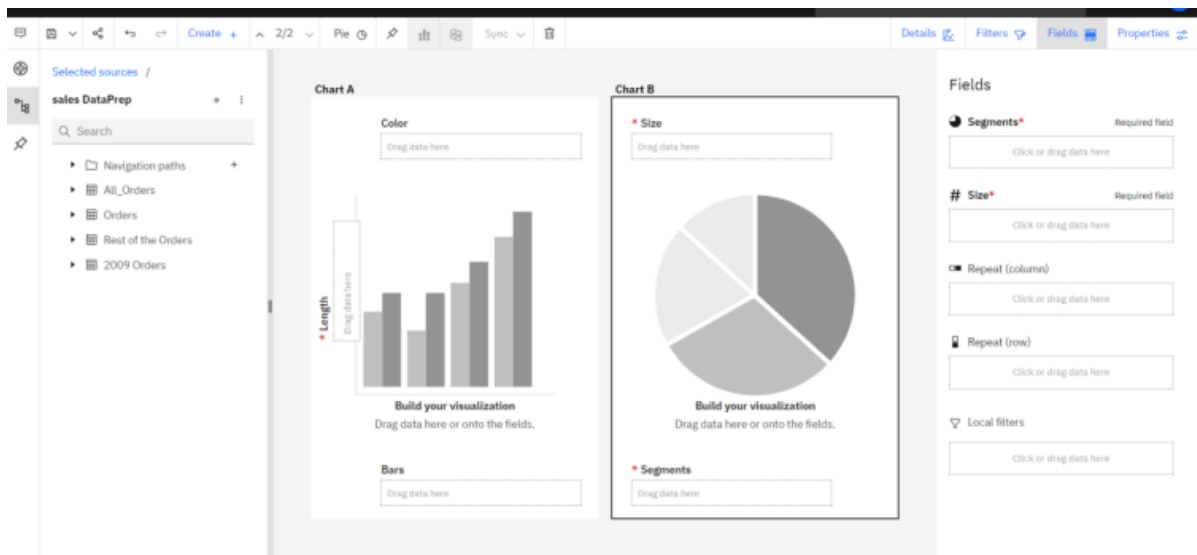 Create + 2/2 Pie Sync Details Filters Fields Properties
Selected sources /
sales DataPrep + 
Search
Navigation paths +
All_Orders
Orders
Rest of the Orders
2009 Orders
Chart A
Color
Drag data here
* Length
Drag data here
Build your visualization
Drag data here or onto the fields.
Bars
Drag data here
Chart B
* Size
Drag data here
Build your visualization
Drag data here or onto the fields.
* Segments
Drag data here
Fields
Segments* Required field
Click or drag data here
# Size* Required field
Click or drag data here
Repeat (column)
Click or drag data here
Repeat (row)
Click or drag data here
Local filters
Click or drag data here